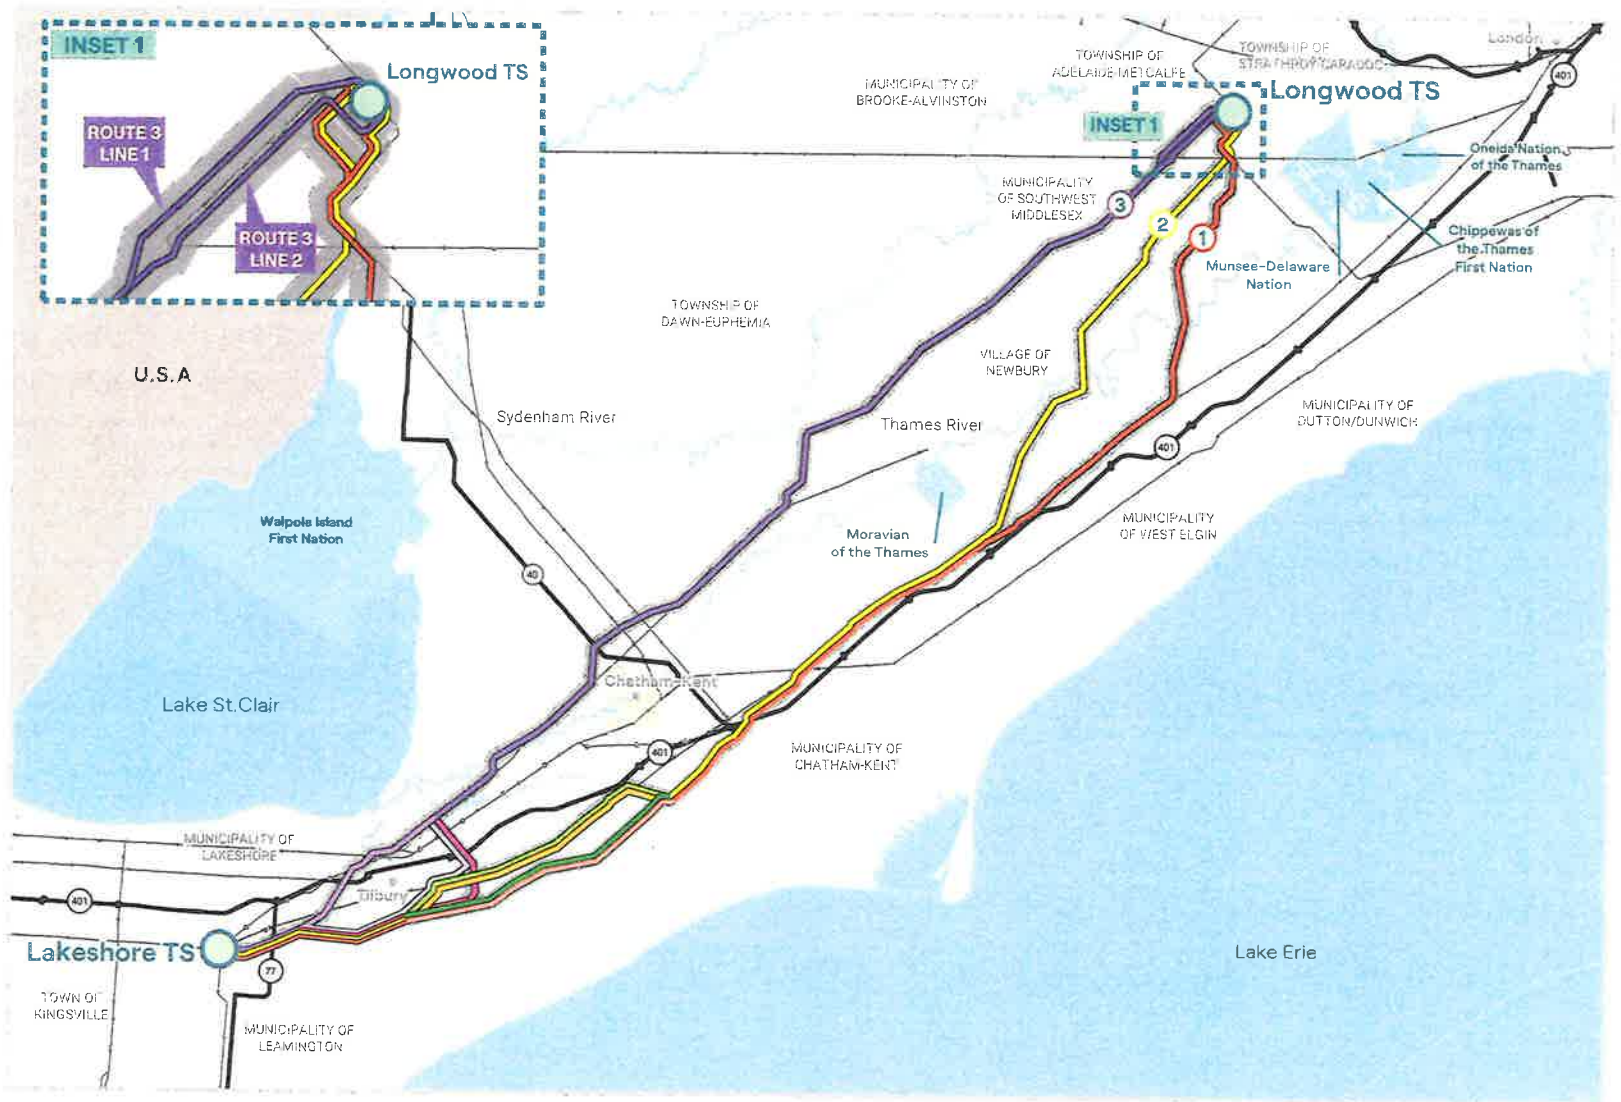 INSET 1
Longwood TS
ROUTE 3
LINE 1
ROUTE 3
LINE 2
TOWNSHIP OF
ADELAIDE-METCALFE
TOWNSHIP OF
STRATHROY CARADOC
London
401
MUNICIPALITY OF
BROOKE-ALVINSTON
INSET 1
Longwood TS
Oneida Nation
of the Thames
MUNICIPALITY
OF SOUTHWEST
MIDDLESEX
3
2
1
Chippewas of
the Thames
First Nation
Munsee-Delaware
Nation
TOWNSHIP OF
DAWN-EUPHEMIA
VILLAGE OF
NEWBURY
U.S.A
Sydenham River
Thames River
MUNICIPALITY OF
DUTTON/DUNWICH
401
Walpole Island
First Nation
Moravian
of the Thames
MUNICIPALITY
OF WEST ELGIN
40
Lake St.Clair
Chatham-Kent
401
MUNICIPALITY OF
CHATHAM-KENT
MUNICIPALITY OF
LAKESHORE
Tilbury
401
Lakeshore TS
77
Lake Erie
TOWN OF
KINGSVILLE
MUNICIPALITY OF
LEAMINGTON